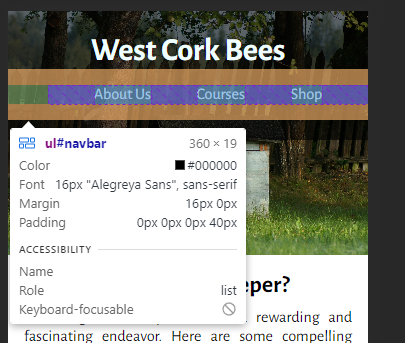 West Cork Bees
About Us Courses Shop
ul#navbar 360 × 19
Color #000000
Font 16px "Alegreya Sans", sans-serif
Margin 16px 0px
Padding 0px 0px 0px 40px
ACCESSIBILITY
Name
Role list
Keyboard-focusable
eper?
rewarding and
fascinating endeavor. Here are some compelling